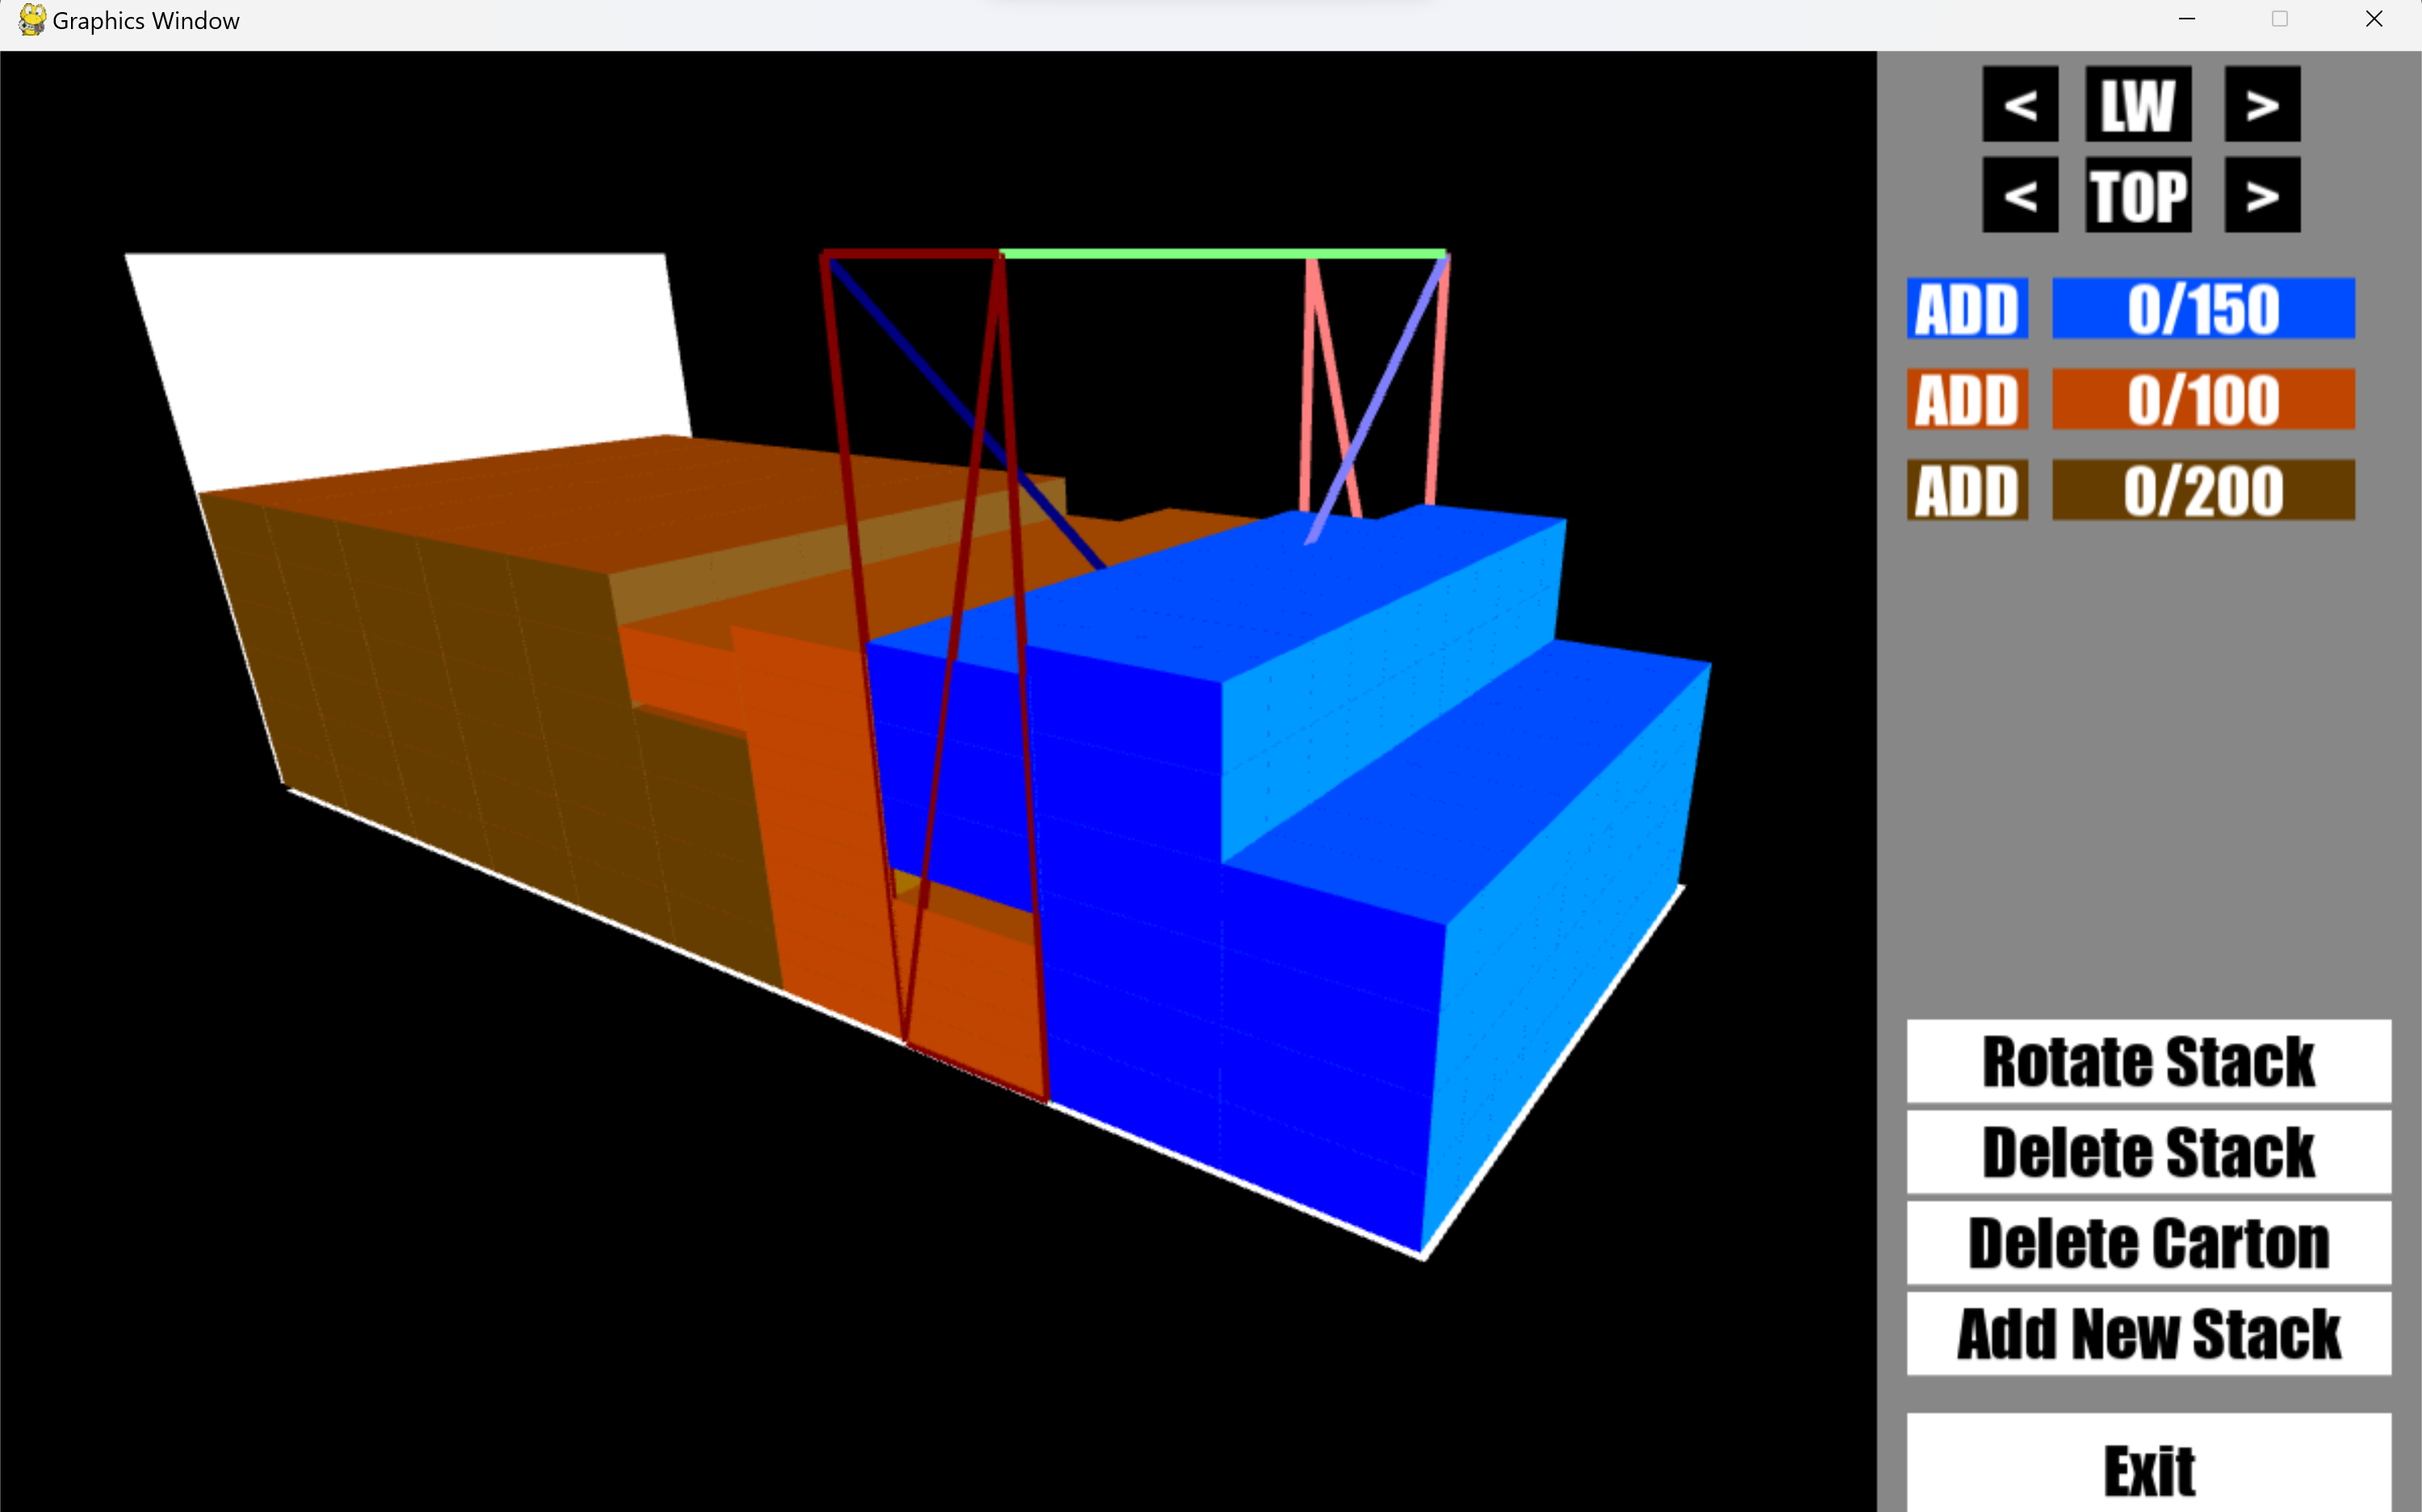 Graphics Window
< LW >
< TOP >
ADD 0/150
ADD 0/100
ADD 0/200
Rotate Stack
Delete Stack
Delete Carton
Add New Stack
Exit